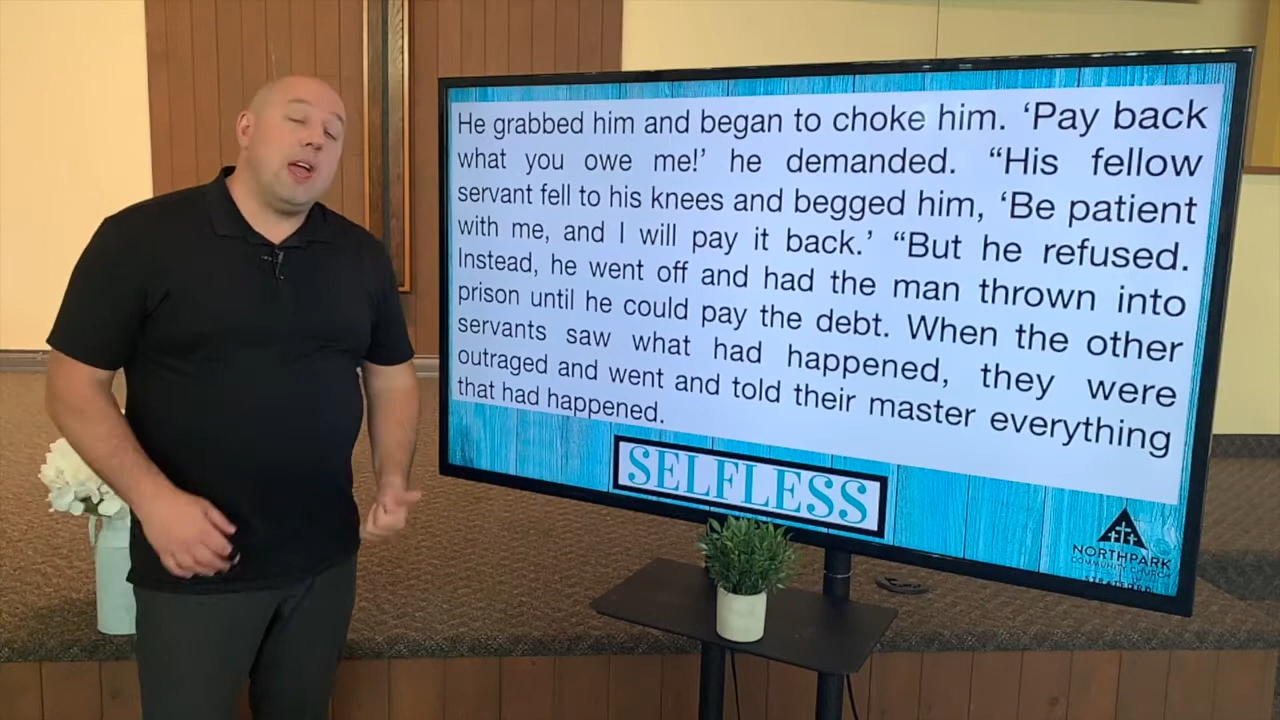 He grabbed him and began to choke him. ‘Pay back
what you owe me!’ he demanded. “His fellow
servant fell to his knees and begged him, ‘Be patient
with me, and I will pay it back.’ “But he refused.
Instead, he went off and had the man thrown into
prison until he could pay the debt. When the other
servants saw what had happened, they were
outraged and went and told their master everything
that had happened.
SELFLESS
NORTHPARK
COMMUNITY CHURCH
STRATFORD